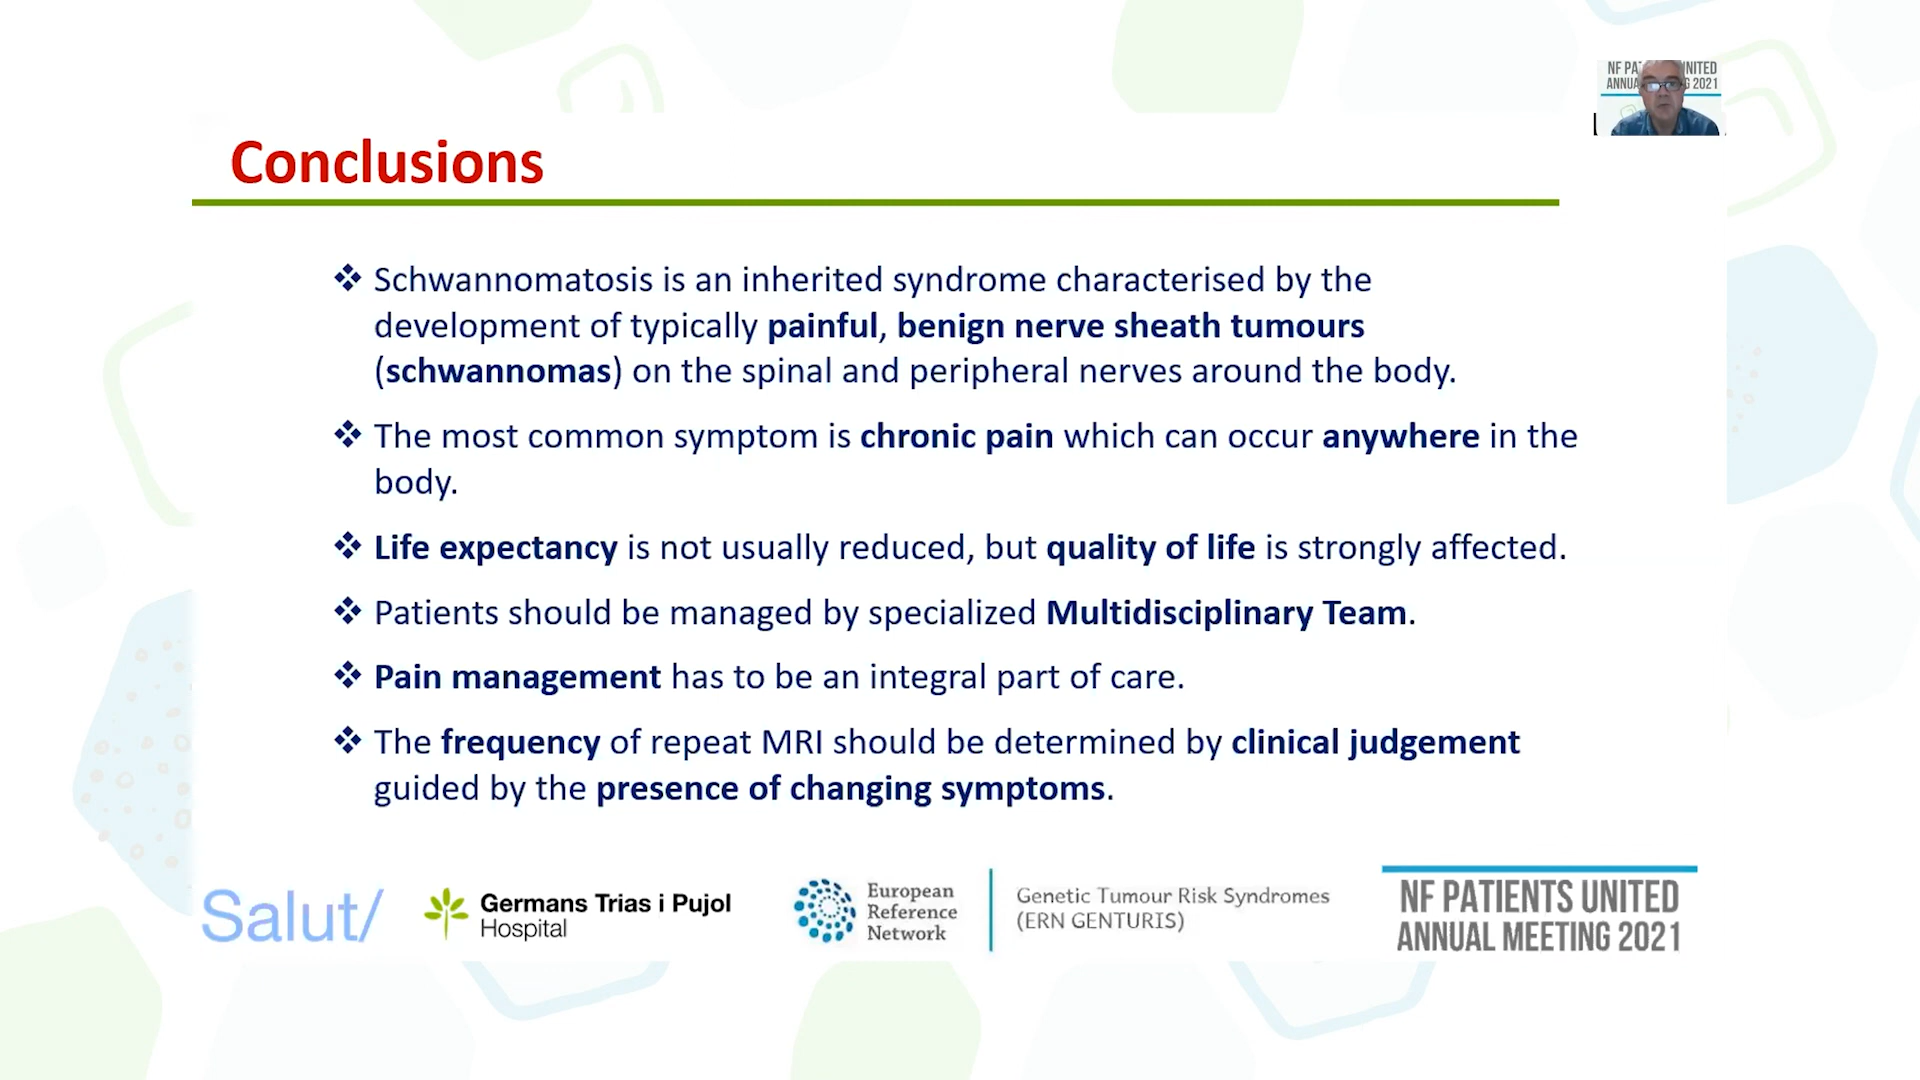 NF PA NITED
ANNUA G 2021
Conclusions
❖ Schwannomatosis is an inherited syndrome characterised by the
development of typically painful, benign nerve sheath tumours
(schwannomas) on the spinal and peripheral nerves around the body.
❖ The most common symptom is chronic pain which can occur anywhere in the
body.
❖ Life expectancy is not usually reduced, but quality of life is strongly affected.
❖ Patients should be managed by specialized Multidisciplinary Team.
❖ Pain management has to be an integral part of care.
❖ The frequency of repeat MRI should be determined by clinical judgement
guided by the presence of changing symptoms.
Salut/
Germans Trias i Pujol
Hospital
European
Reference
Network
Genetic Tumour Risk Syndromes
(ERN GENTURIS)
NF PATIENTS UNITED
ANNUAL MEETING 2021